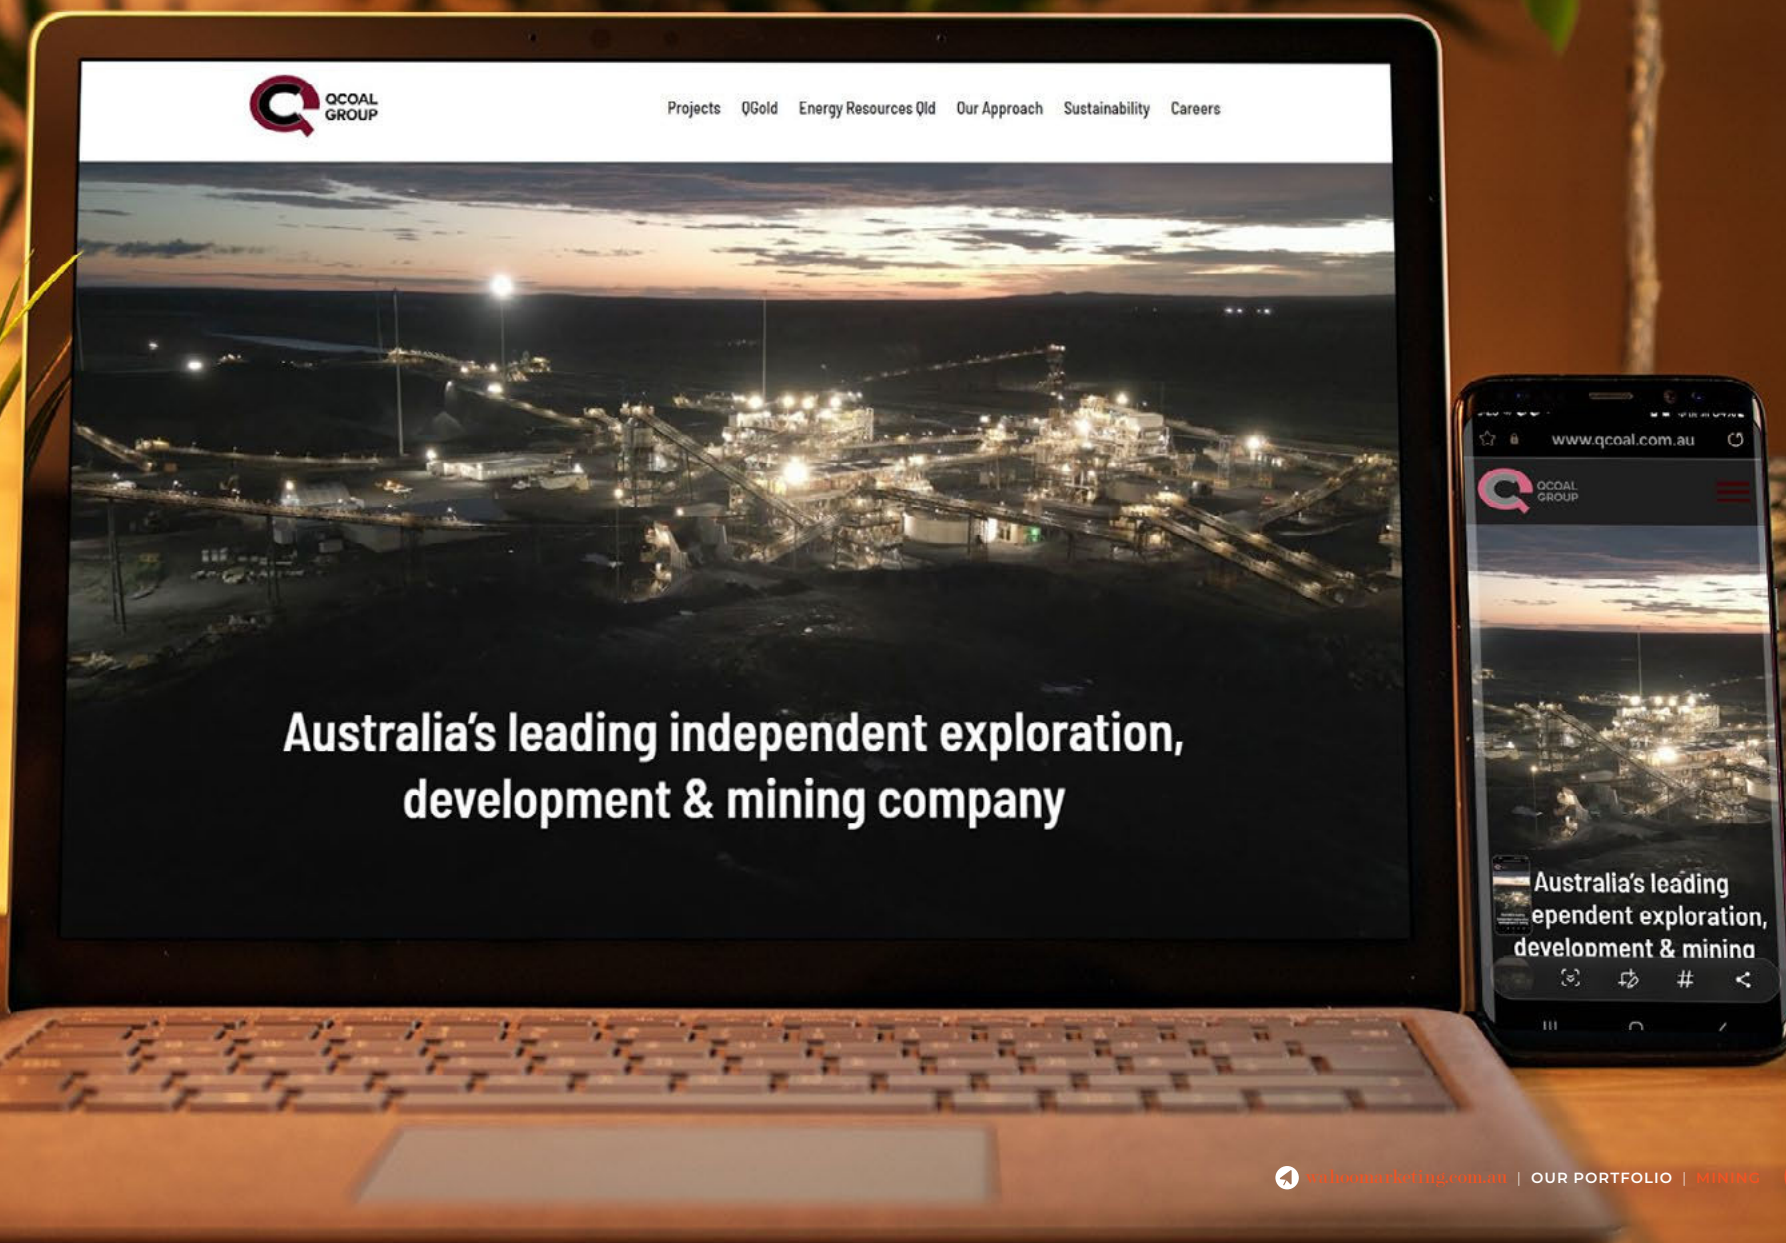 QCOAL
GROUP
Projects QGold Energy Resources Qld Our Approach Sustainability Careers
Australia's leading independent exploration,
development & mining company
www.qcoal.com.au
QCOAL
GROUP
Australia's leading
ependent exploration,
development & mining
| OUR PORTFOLIO | MINING